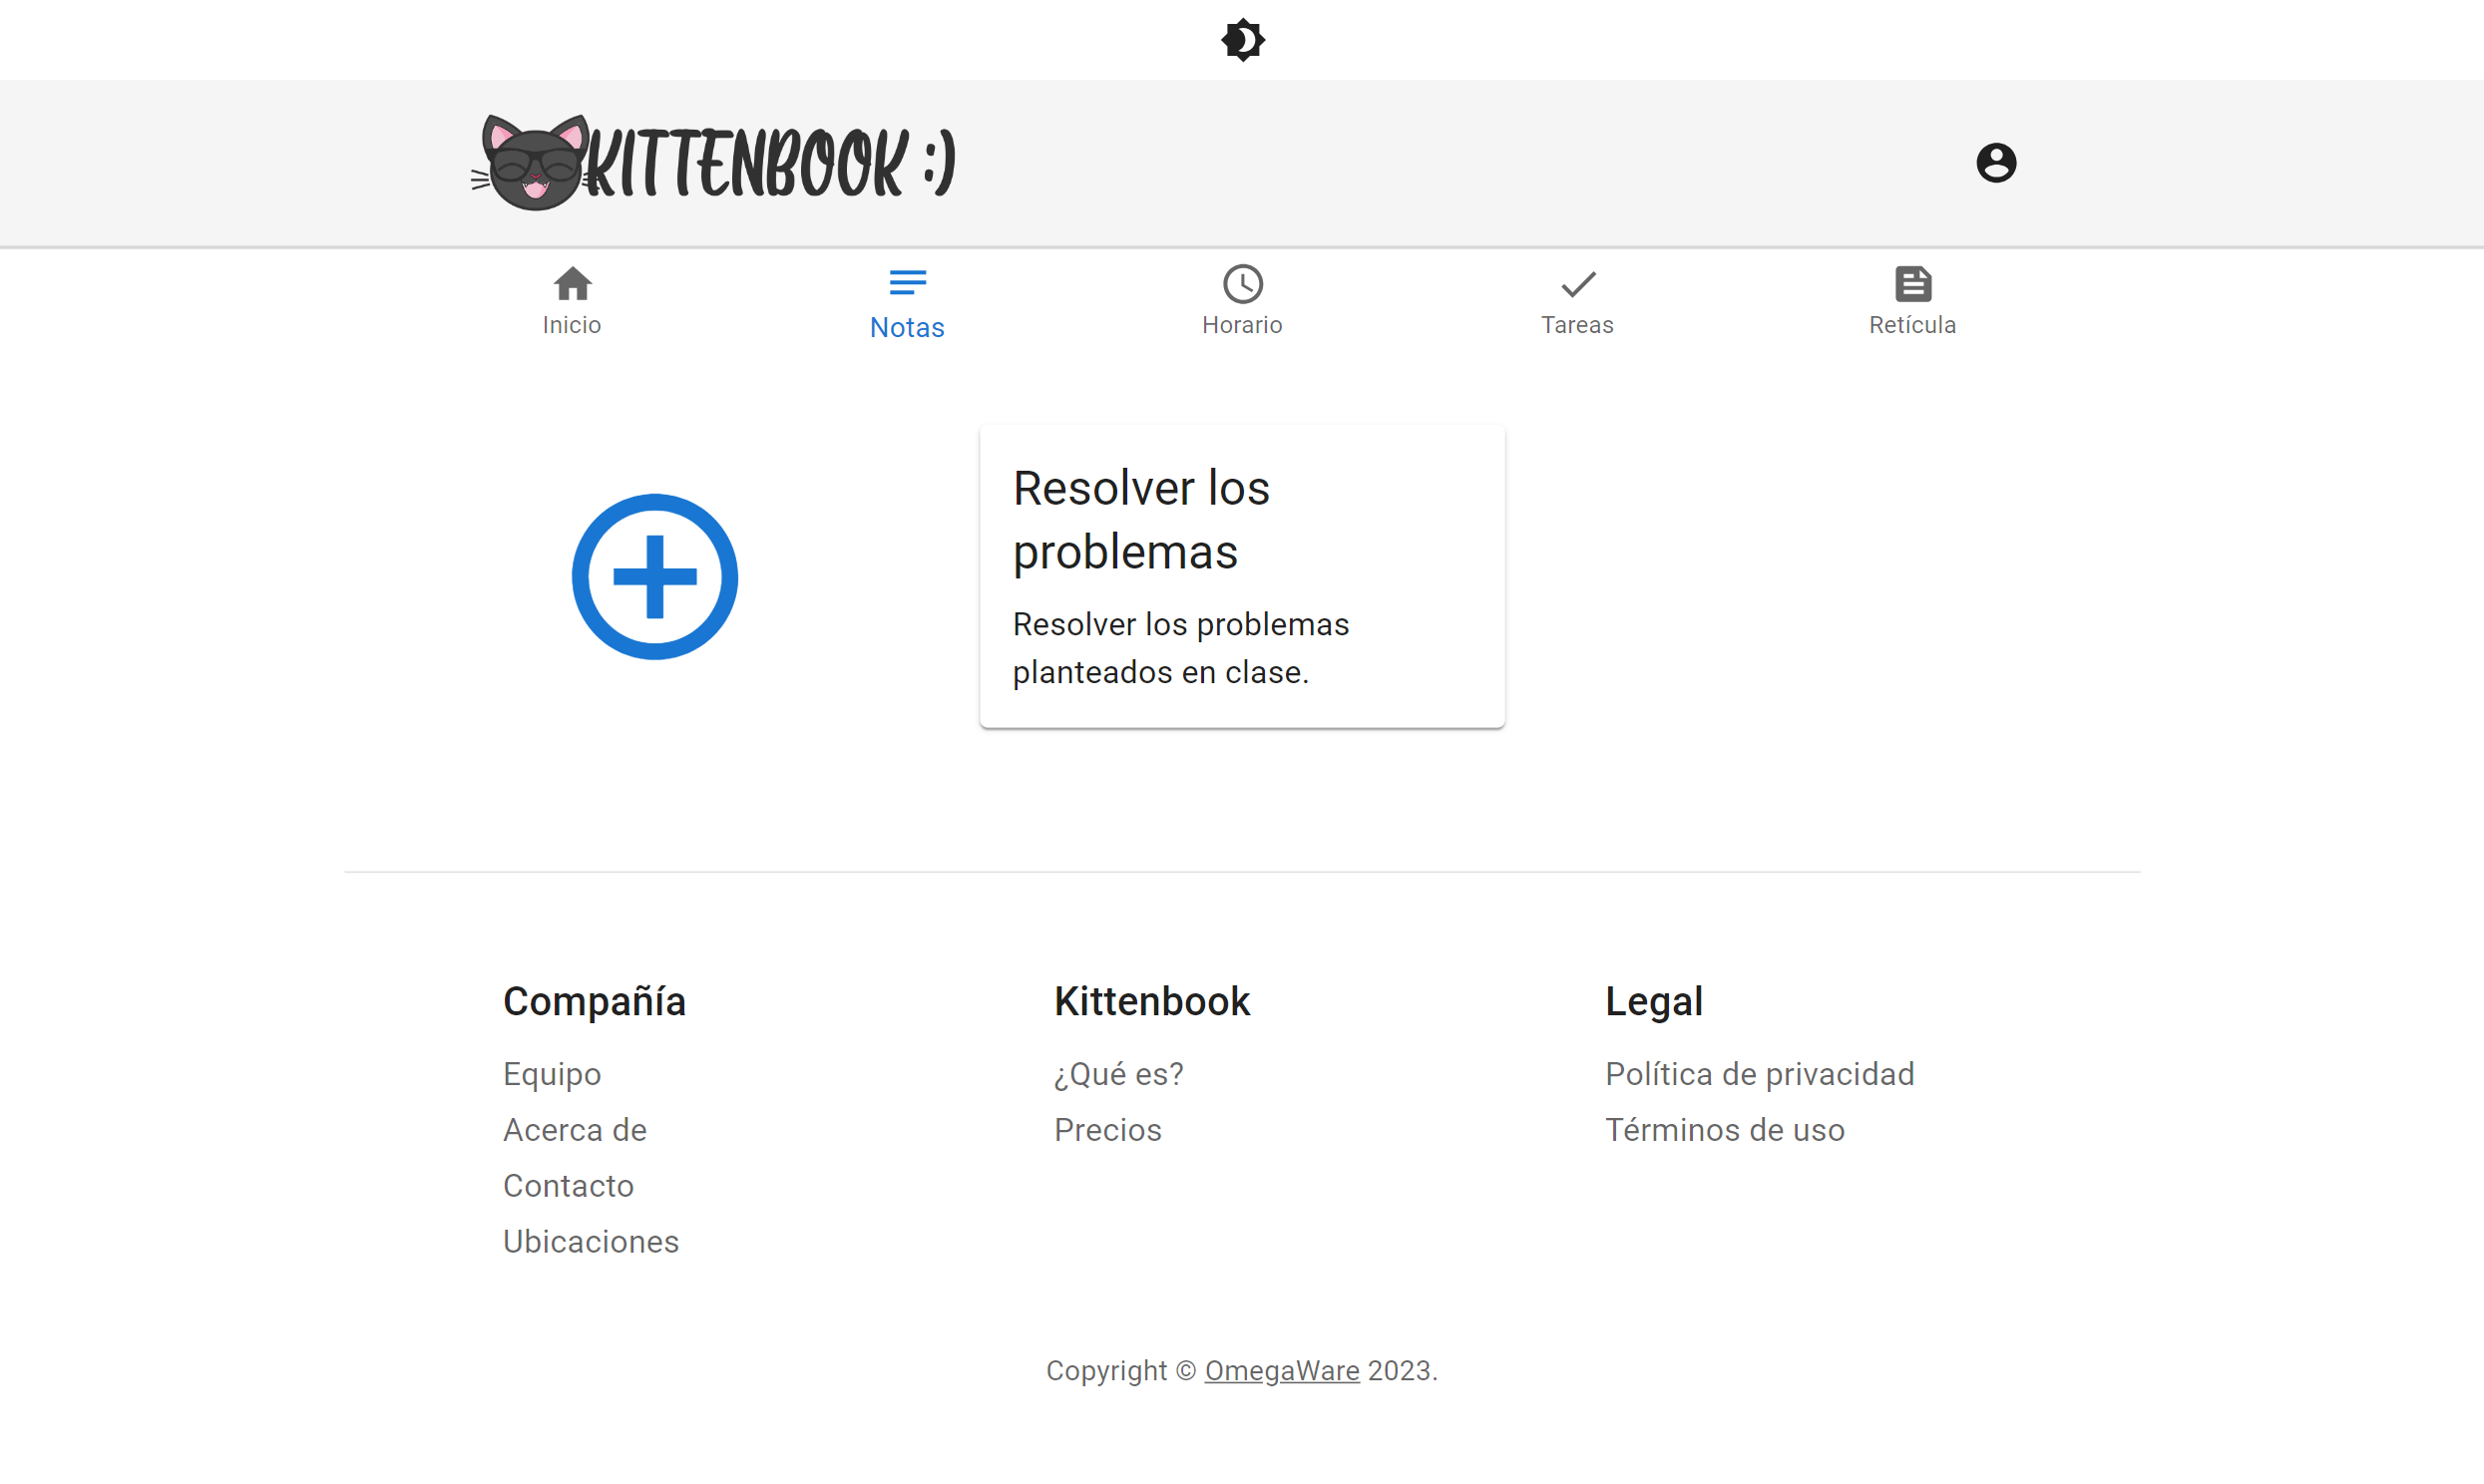 KITTENBOOK :)
Inicio
Notas
Horario
Tareas
Retícula
Resolver los
problemas
Resolver los problemas
planteados en clase.
Compañía
Equipo
Acerca de
Contacto
Ubicaciones
Kittenbook
¿Qué es?
Precios
Legal
Política de privacidad
Términos de uso
Copyright © OmegaWare 2023.